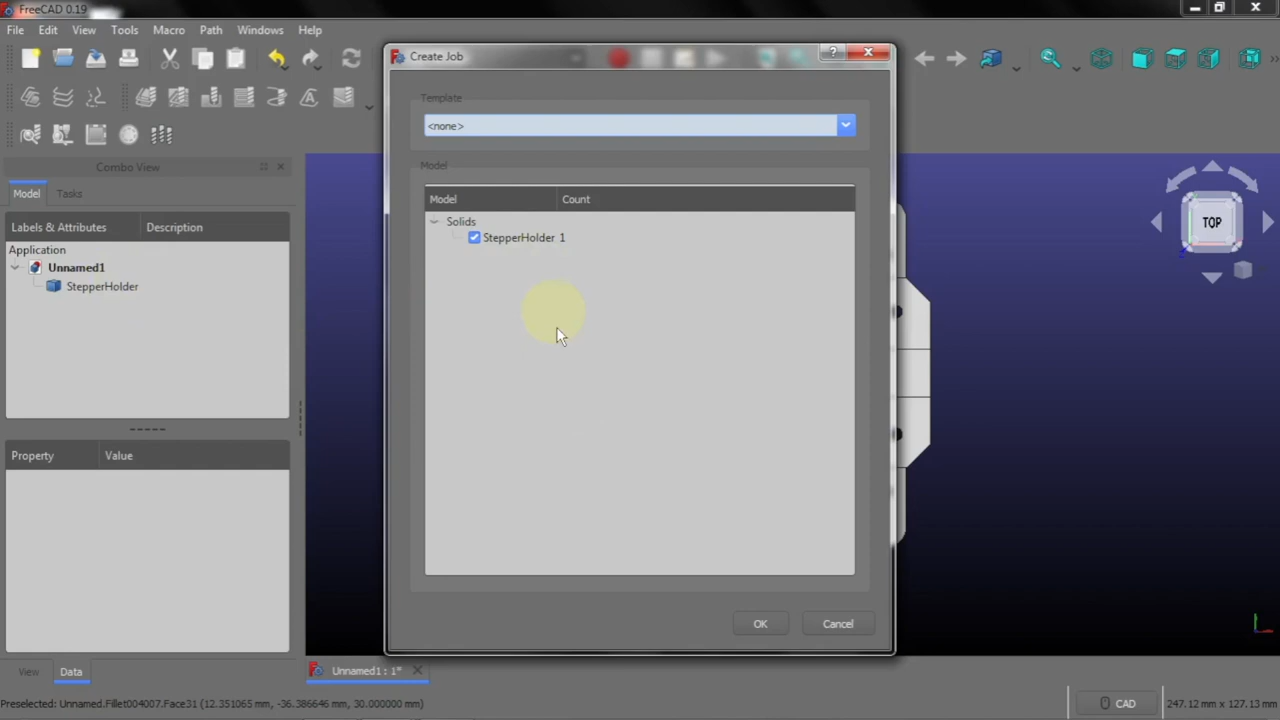 FreeCAD 0.19
File Edit View Tools Macro Path Windows Help
Create Job
Template
<none>
Combo View
Model
Model Tasks
Model Count
Labels & Attributes Description
Solids
StepperHolder 1
TOP
Application
Unnamed1
StepperHolder
Property Value
OK Cancel
View Data
Unnamed1 : 1*
Preselected: Unnamed.Fillet004007.Face31 (12.351065 mm, -36.386646 mm, 30.000000 mm)
CAD
247.12 mm x 127.13 mm